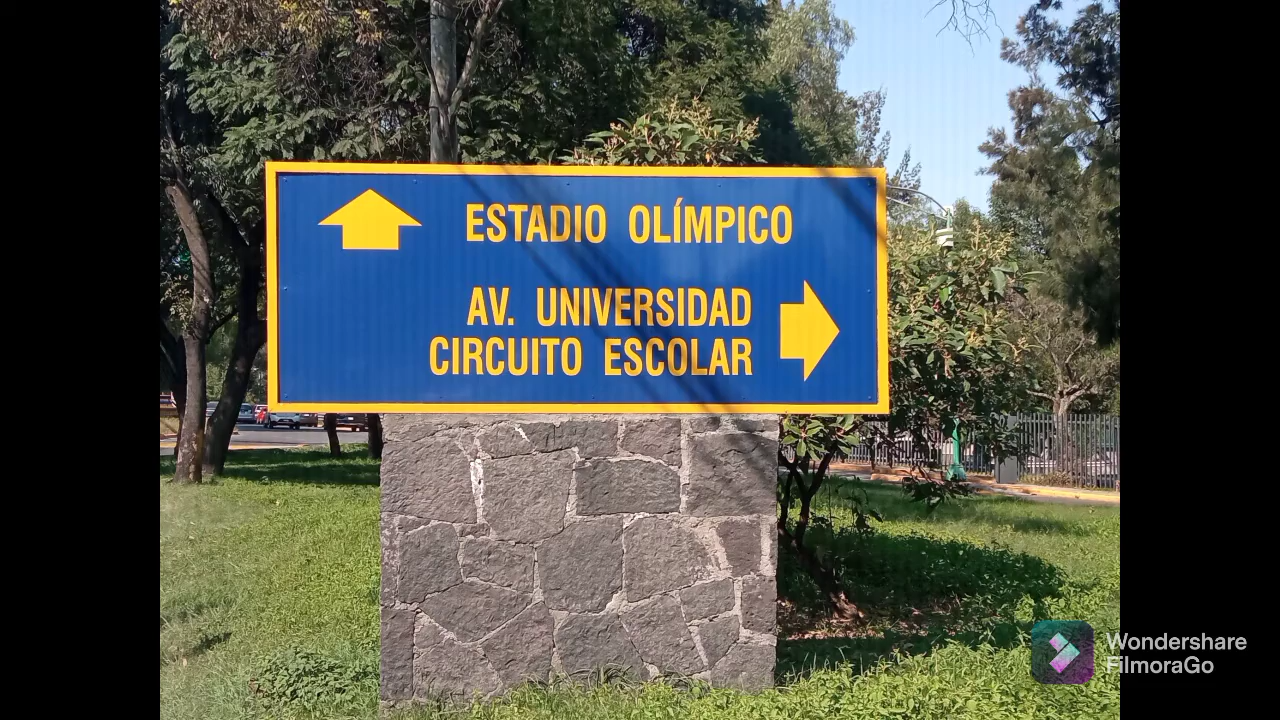 ESTADIO OLÍMPICO
AV. UNIVERSIDAD
CIRCUITO ESCOLAR
Wondershare
FilmoraGo